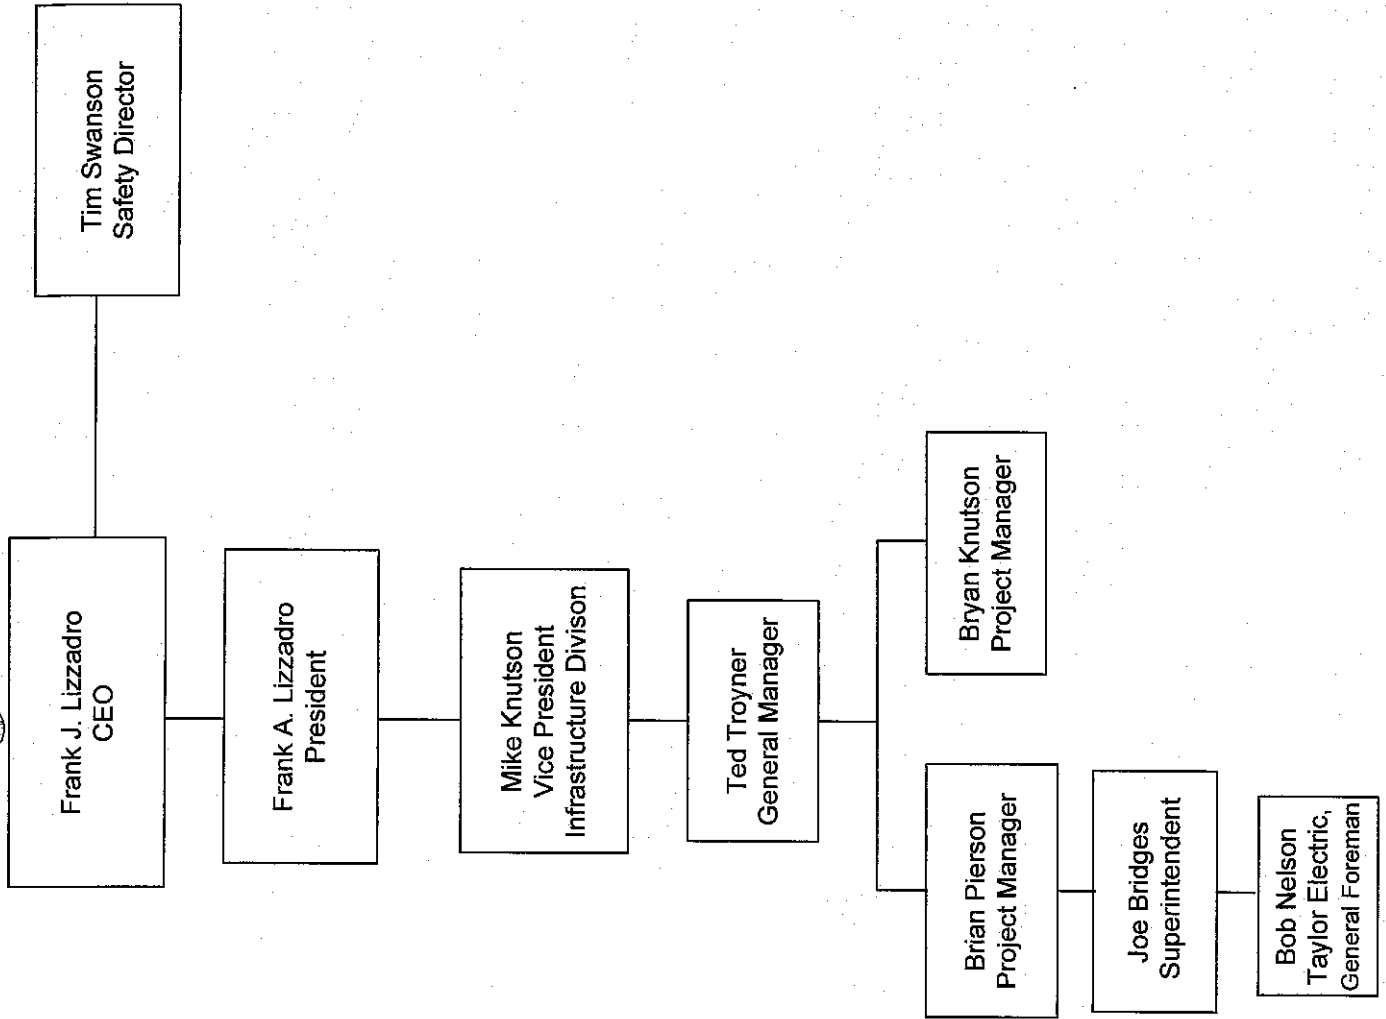 Frank J. Lizzadro
CEO
Tim Swanson
Safety Director
Frank A. Lizzadro
President
Mike Knutson
Vice President
Infrastructure Divison
Ted Troyner
General Manager
Brian Pierson
Project Manager
Bryan Knutson
Project Manager
Joe Bridges
Superintendent
Bob Nelson
Taylor Electric,
General Foreman